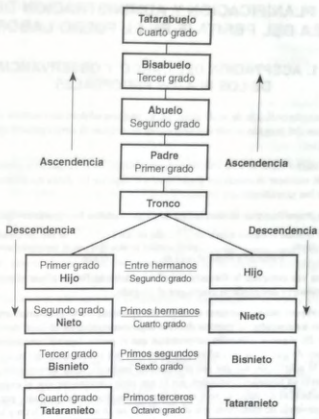 Tatarabuelo
Cuarto grado
Bisabuelo
Tercer grado
Abuelo
Segundo grado
Ascendencia
Padre
Primer grado
Ascendencia
Tronco
Descendencia
Descendencia
Primer grado
Hijo
Entre hermanos
Segundo grado
Hijo
Segundo grado
Nieto
Primos hermanos
Cuarto grado
Nieto
Tercer grado
Bisnieto
Primos segundos
Sexto grado
Bisnieto
Cuarto grado
Tataranieto
Primos terceros
Octavo grado
Tataranieto